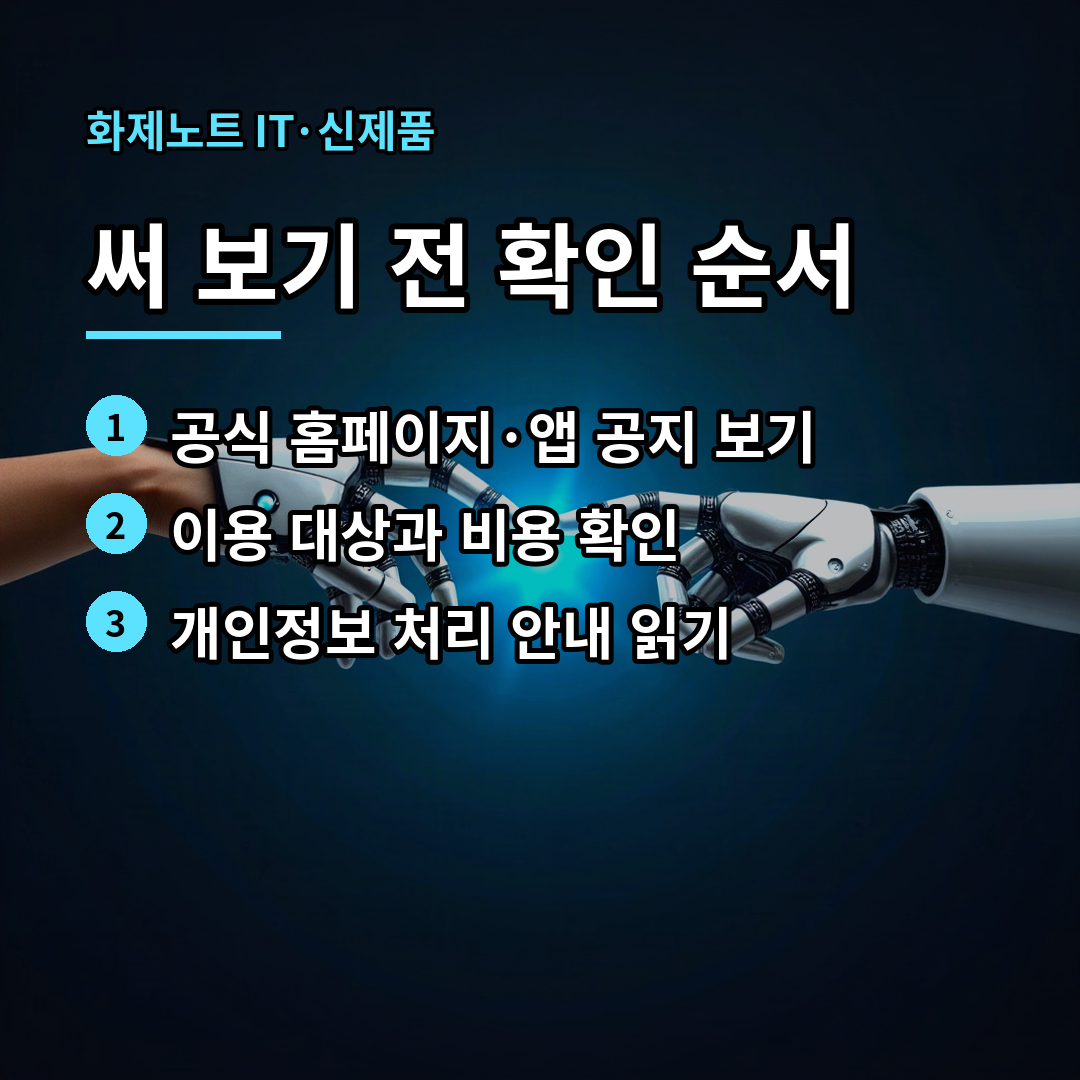 화제노트 IT·신제품
써 보기 전 확인 순서
1 공식 홈페이지·앱 공지 보기
2 이용 대상과 비용 확인
3 개인정보 처리 안내 읽기